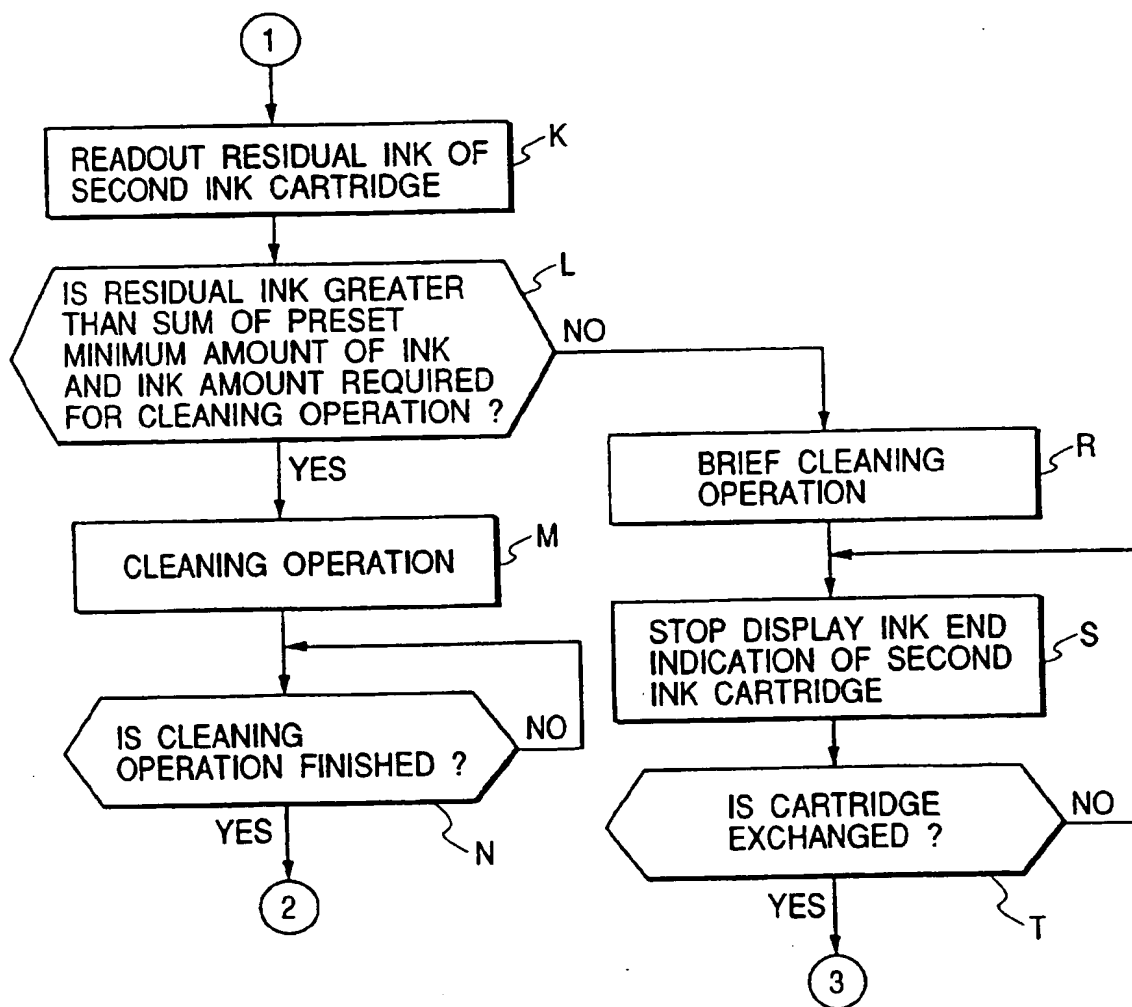 1
READOUT RESIDUAL INK OF
SECOND INK CARTRIDGE
K
IS RESIDUAL INK GREATER
THAN SUM OF PRESET
MINIMUM AMOUNT OF INK
AND INK AMOUNT REQUIRED
FOR CLEANING OPERATION ?
L
NO
YES
CLEANING OPERATION
M
IS CLEANING
OPERATION FINISHED ?
NO
YES
N
2
BRIEF CLEANING
OPERATION
R
STOP DISPLAY INK END
INDICATION OF SECOND
INK CARTRIDGE
S
IS CARTRIDGE
EXCHANGED ?
NO
YES
T
3